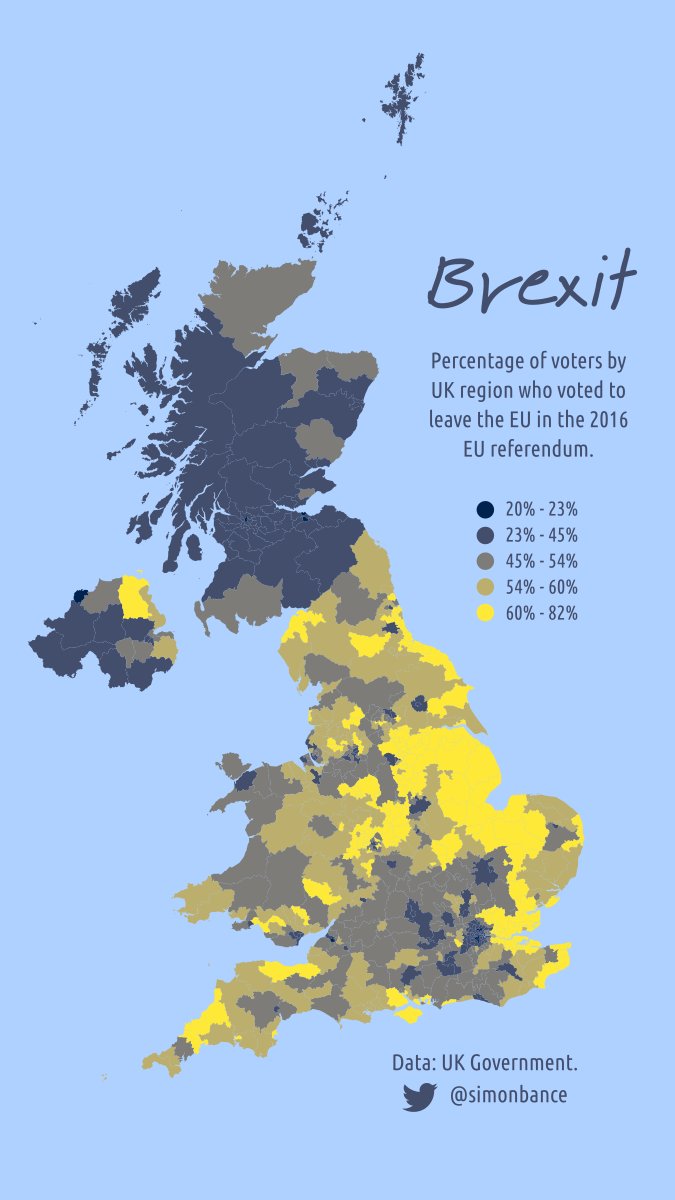 Brexit
Percentage of voters by
UK region who voted to
leave the EU in the 2016
EU referendum.
20% - 23%
23% - 45%
45% - 54%
54% - 60%
60% - 82%
Data: UK Government.
@simonbance